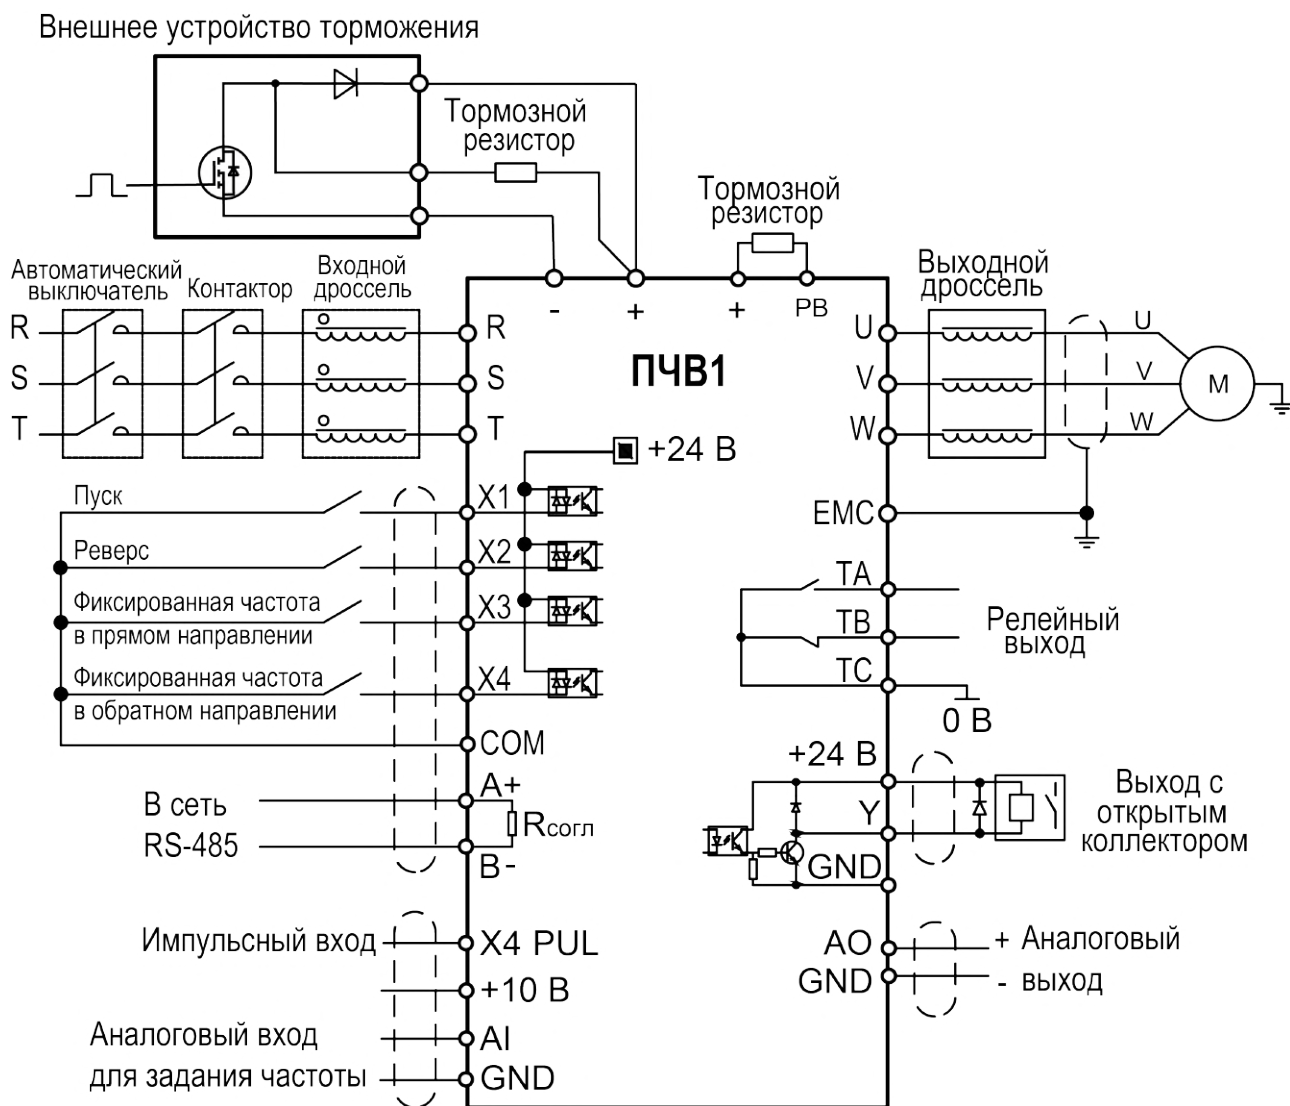 Внешнее устройство торможения
Тормозной
резистор
Тормозной
резистор
Автоматический
выключатель
Контактор
Входной
дроссель
Выходной
дроссель
- + + PB
R
S
T
R
S
T
ПЧВ1
U
V
W
U
V
W
M
+24 В
Пуск
X1
Реверс
X2
Фиксированная частота
в прямом направлении
X3
Фиксированная частота
в обратном направлении
X4
COM
EMC
TA
TB
TC
Релейный
выход
0 В
В сеть
RS-485
A+
Rсогл
B-
+24 В
Y
GND
Выход с
открытым
коллектором
Импульсный вход
X4 PUL
+10 В
Аналоговый вход
для задания частоты
AI
GND
AO
GND
+ Аналоговый
- выход